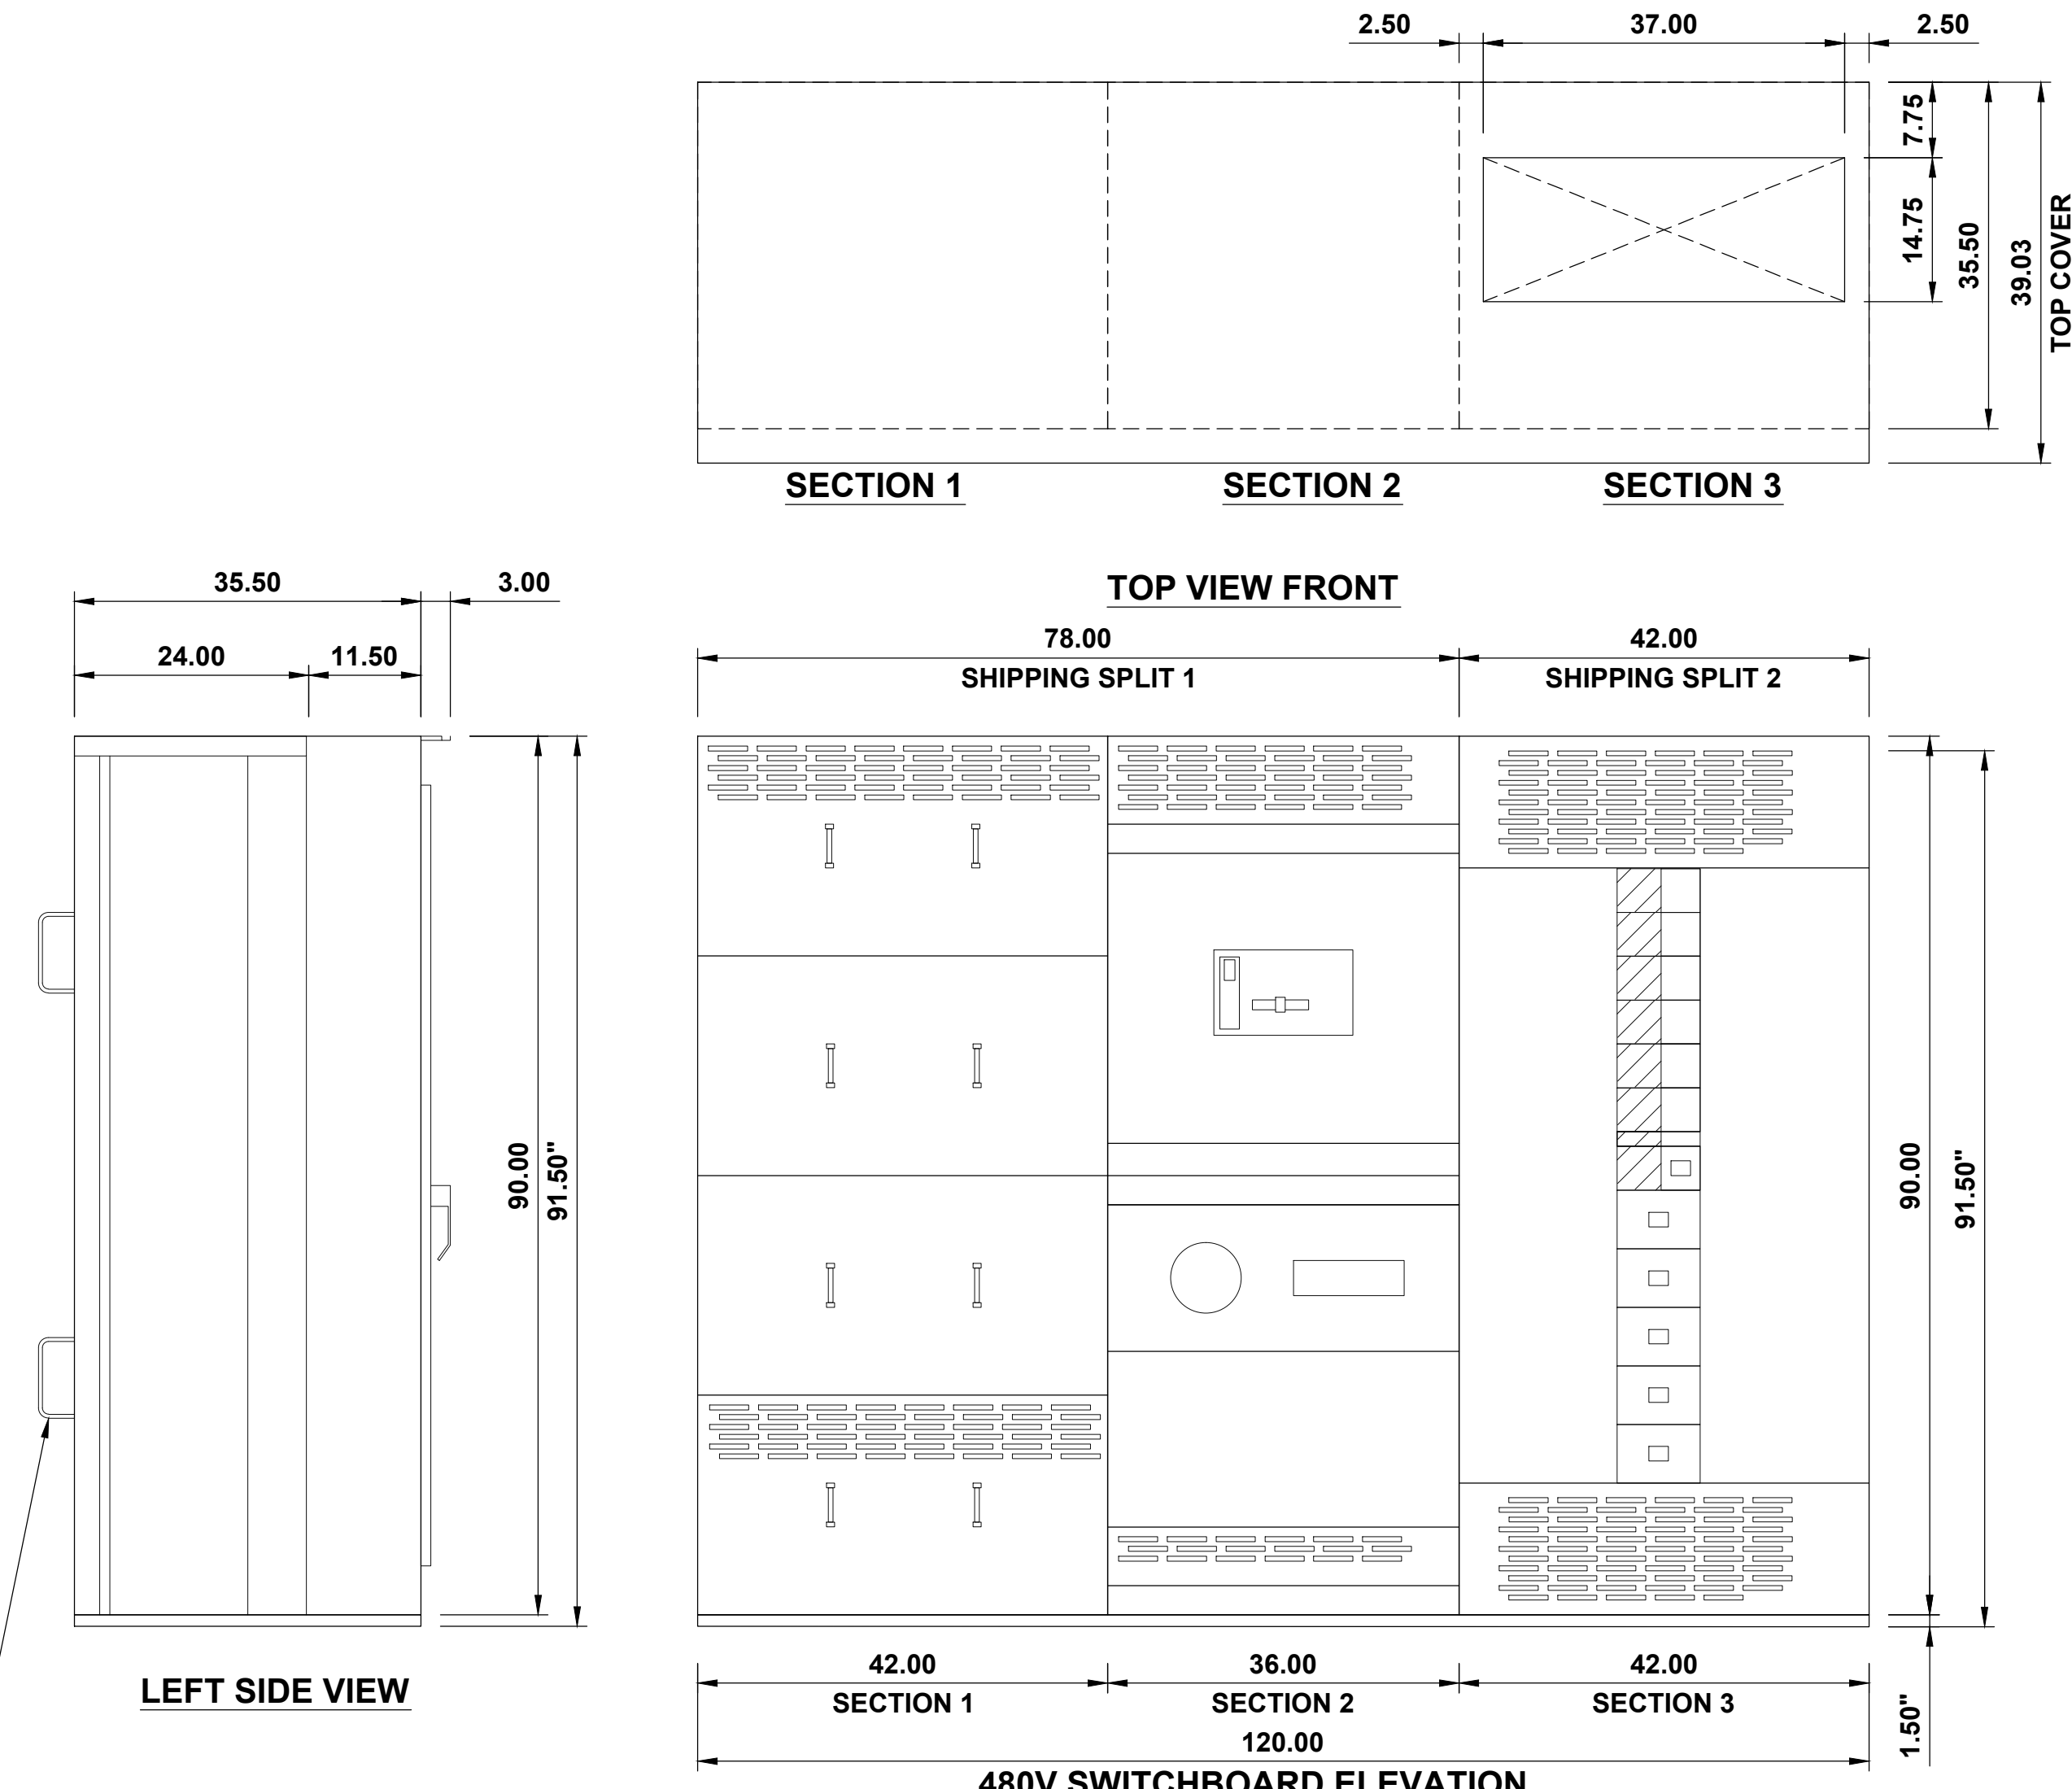 2.50 37.00 2.50
7.75
14.75
35.50
39.03
TOP COVER
SECTION 1 SECTION 2 SECTION 3
TOP VIEW FRONT
35.50 3.00
24.00 11.50
78.00 42.00
SHIPPING SPLIT 1 SHIPPING SPLIT 2
90.00
91.50"
90.00
91.50"
LEFT SIDE VIEW
42.00 36.00 42.00
SECTION 1 SECTION 2 SECTION 3
1.50"
120.00
480V SWITCHBOARD ELEVATION